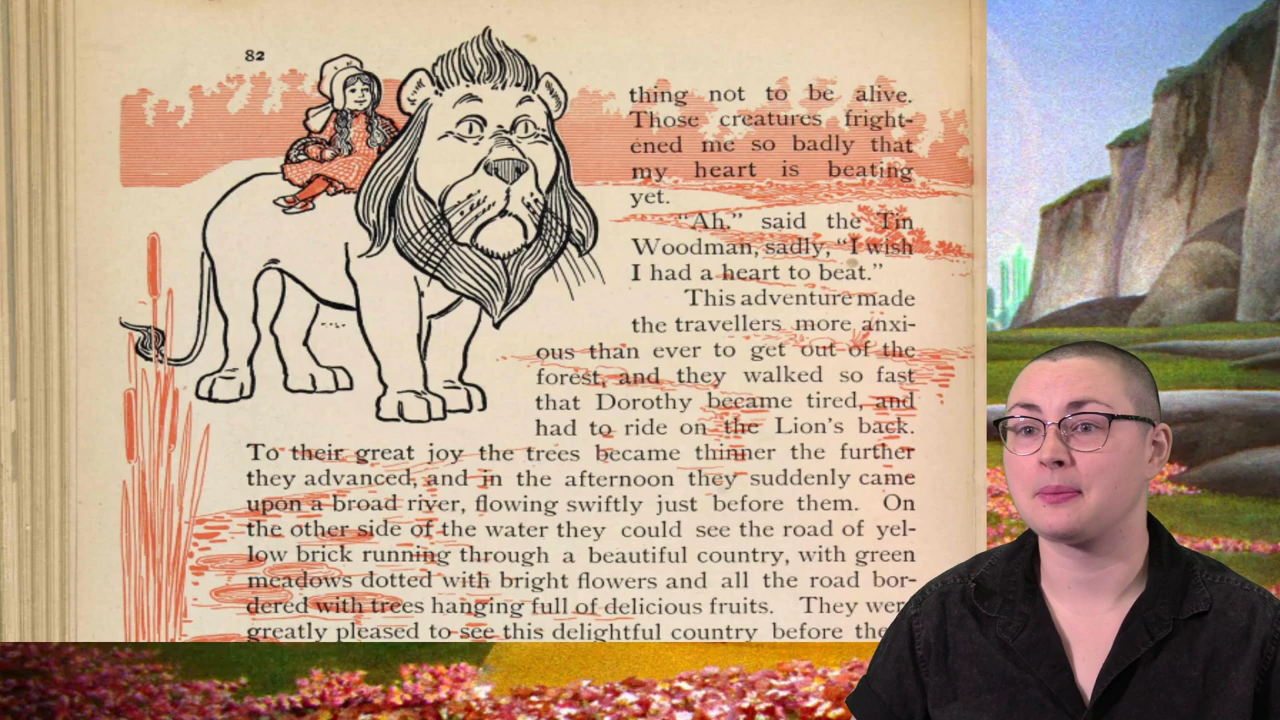 82
thing not to be alive.
Those creatures fright-
ened me so badly that
my heart is beating
yet.
"Ah," said the Tin
Woodman, sadly, "I wish
I had a heart to beat."
This adventure made
the travellers more anxi-
ous than ever to get out of the
forest, and they walked so fast
that Dorothy became tired, and
had to ride on the Lion's back.
To their great joy the trees became thinner the further
they advanced, and in the afternoon they suddenly came
upon a broad river, flowing swiftly just before them. On
the other side of the water they could see the road of yel-
low brick running through a beautiful country, with green
meadows dotted with bright flowers and all the road bor-
dered with trees hanging full of delicious fruits. They were
greatly pleased to see this delightful country before